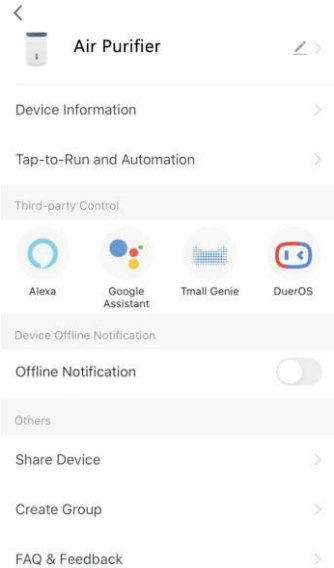 Air Purifier
Device Information
Tap-to-Run and Automation
Third-party Control
Alexa
Google
Assistant
Tmall Genie
DuerOS
Device Offline Notification
Offline Notification
Others
Share Device
Create Group
FAQ & Feedback